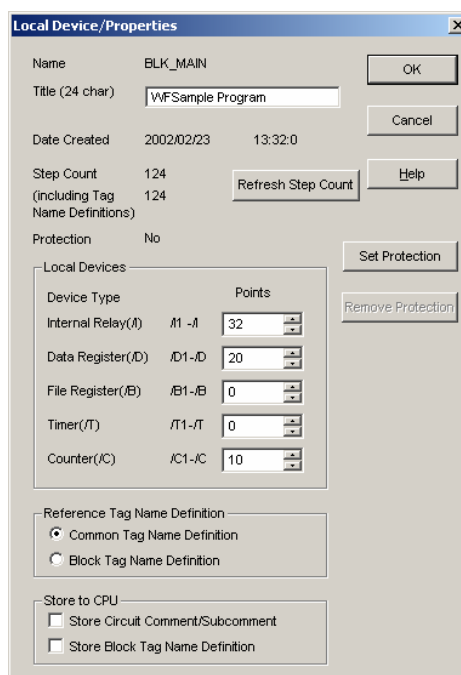 Local Device/Properties
Name BLK_MAIN
OK
Title (24 char) WFSample Program
Cancel
Date Created 2002/02/23 13:32:0
Step Count 124
Refresh Step Count
Help
(including Tag Name Definitions) 124
Protection No
Set Protection
Remove Protection
Local Devices
Device Type Points
Internal Relay(/I) /I1 -/I 32
Data Register(/D) /D1-/D 20
File Register(/B) /B1-/B 0
Timer(/T) /T1-/T 0
Counter(/C) /C1-/C 10
Reference Tag Name Definition
Common Tag Name Definition
Block Tag Name Definition
Store to CPU
Store Circuit Comment/Subcomment
Store Block Tag Name Definition